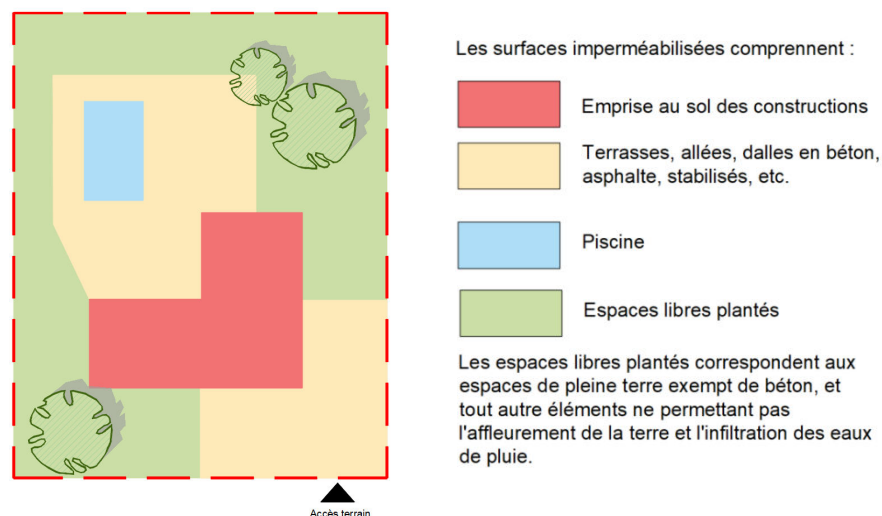 Les surfaces imperméabilisées comprennent :
Emprise au sol des constructions
Terrasses, allées, dalles en béton,
asphalte, stabilisés, etc.
Piscine
Espaces libres plantés
Les espaces libres plantés correspondent aux
espaces de pleine terre exempt de béton, et
tout autre éléments ne permettant pas
l'affleurement de la terre et l'infiltration des eaux
de pluie.
Accès terrain